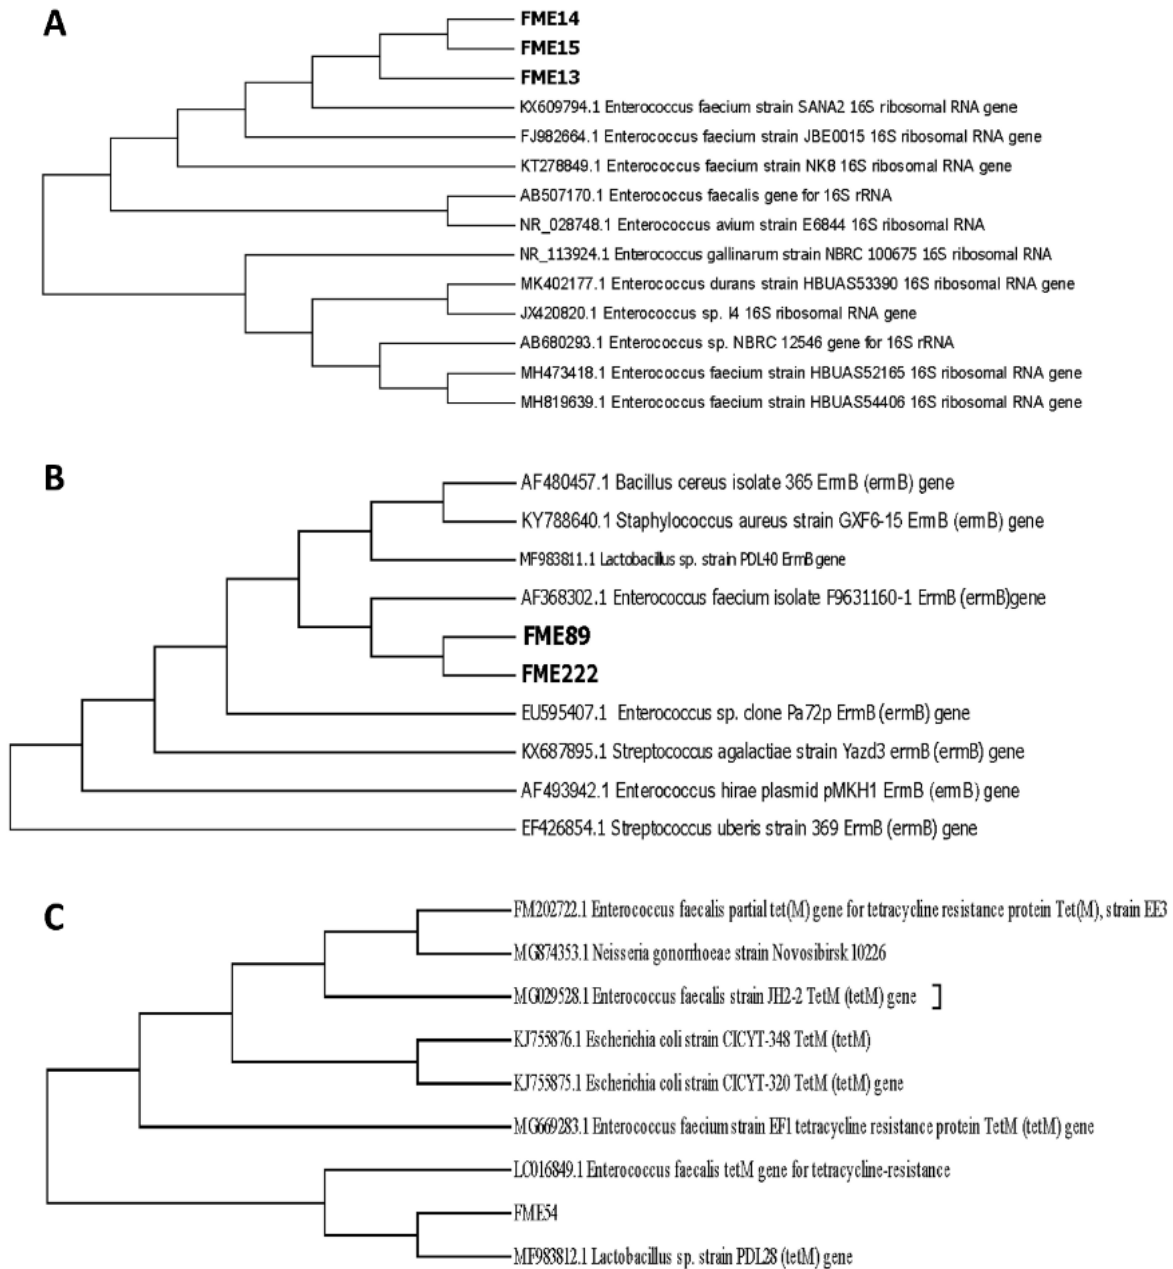 A
FME14
FME15
FME13
KX609794.1 Enterococcus faecium strain SANA2 16S ribosomal RNA gene
FJ982664.1 Enterococcus faecium strain JBE0015 16S ribosomal RNA gene
KT278849.1 Enterococcus faecium strain NK8 16S ribosomal RNA gene
AB507170.1 Enterococcus faecalis gene for 16S rRNA
NR_028748.1 Enterococcus avium strain E6844 16S ribosomal RNA
NR_113924.1 Enterococcus gallinarum strain NBRC 100675 16S ribosomal RNA
MK402177.1 Enterococcus durans strain HBUAS53390 16S ribosomal RNA gene
JX420820.1 Enterococcus sp. I4 16S ribosomal RNA gene
AB680293.1 Enterococcus sp. NBRC 12546 gene for 16S rRNA
MH473418.1 Enterococcus faecium strain HBUAS52165 16S ribosomal RNA gene
MH819639.1 Enterococcus faecium strain HBUAS54406 16S ribosomal RNA gene
B
AF480457.1 Bacillus cereus isolate 365 ErmB (ermB) gene
KY788640.1 Staphylococcus aureus strain GXF6-15 ErmB (ermB) gene
MF983811.1 Lactobacillus sp. strain PDL40 ErmB gene
AF368302.1 Enterococcus faecium isolate F9631160-1 ErmB (ermB)gene
FME89
FME222
EU595407.1 Enterococcus sp. clone Pa72p ErmB (ermB) gene
KX687895.1 Streptococcus agalactiae strain Yazd3 ermB (ermB) gene
AF493942.1 Enterococcus hirae plasmid pMKH1 ErmB (ermB) gene
EF426854.1 Streptococcus uberis strain 369 ErmB (ermB) gene
C
FM202722.1 Enterococcus faecalis partial tet(M) gene for tetracycline resistance protein Tet(M), strain EE3
MG874353.1 Neisseria gonorrhoeae strain Novosibirsk 10226
MG029528.1 Enterococcus faecalis strain JH2-2 TetM (tetM) gene ]
KJ755876.1 Escherichia coli strain CICYT-348 TetM (tetM)
KJ755875.1 Escherichia coli strain CICYT-320 TetM (tetM) gene
MG669283.1 Enterococcus faecium strain EF1 tetracycline resistance protein TetM (tetM) gene
LC016849.1 Enterococcus faecalis tetM gene for tetracycline-resistance
FME54
MF983812.1 Lactobacillus sp. strain PDL28 (tetM) gene